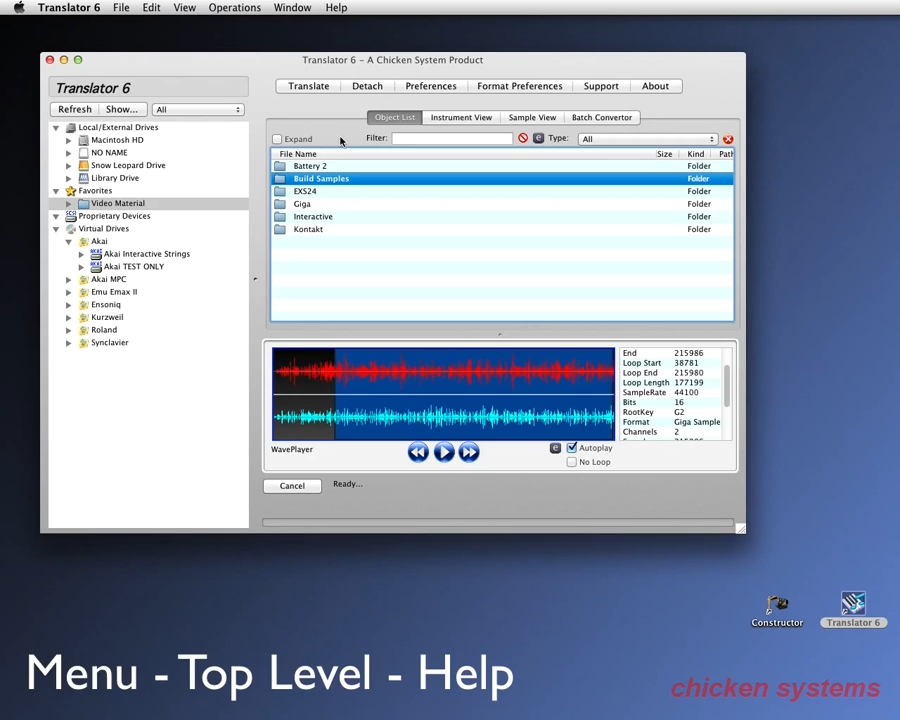 Translator 6 File Edit View Operations Window Help
Translator 6 – A Chicken System Product
Translator 6
Translate Detach Preferences Format Preferences Support About
Refresh Show... All
Object List Instrument View Sample View Batch Convertor
Expand Filter: e Type: All
Local/External Drives
Macintosh HD
NO NAME
Snow Leopard Drive
Library Drive
Favorites
Video Material
Proprietary Devices
Virtual Drives
Akai
Akai Interactive Strings
Akai TEST ONLY
Akai MPC
Emu Emax II
Ensoniq
Kurzweil
Roland
Synclavier
File Name Size Kind Path
Battery 2 Folder
Build Samples Folder
EXS24 Folder
Giga Folder
Interactive Folder
Kontakt Folder
End 215986
Loop Start 38781
Loop End 215980
Loop Length 177199
SampleRate 44100
Bits 16
RootKey G2
Format Giga Sample
Channels 2
WavePlayer
e Autoplay
No Loop
Cancel Ready...
Constructor
Translator 6
Menu - Top Level - Help
chicken systems